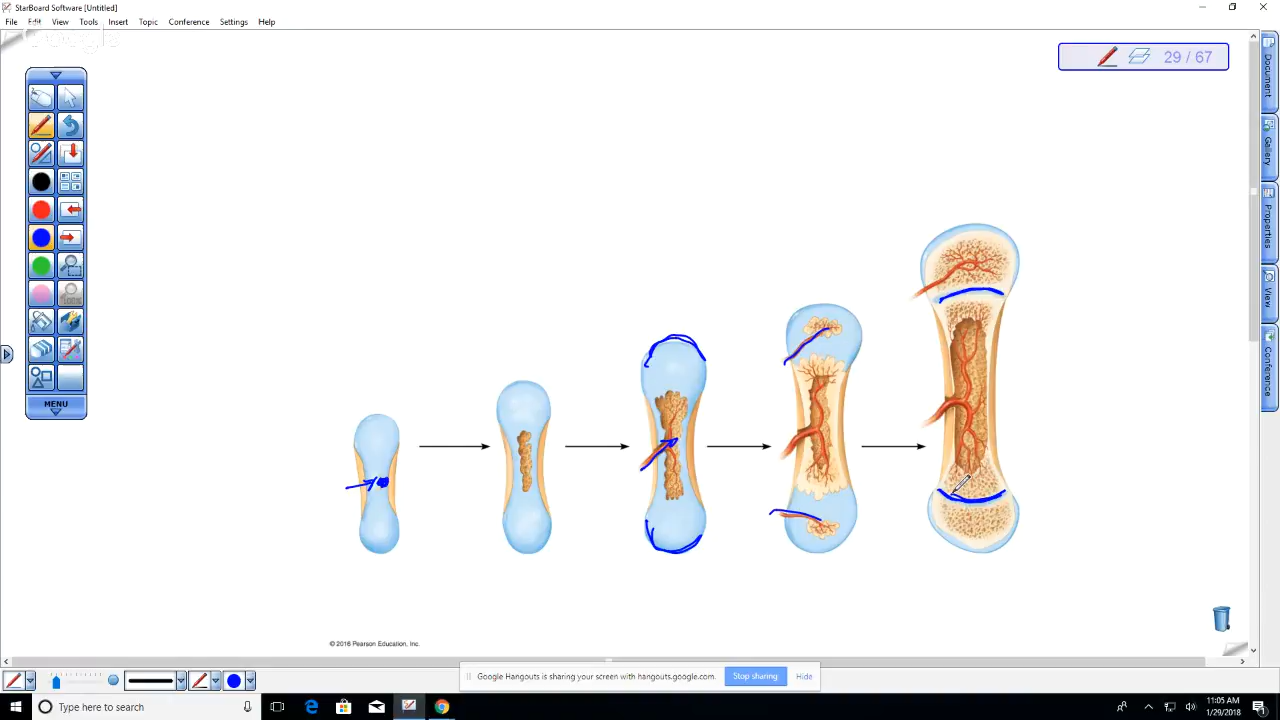 StarBoard Software [Untitled]
File Edit View Tools Insert Topic Conference Settings Help
29 / 67
Document
Gallery
Properties
View
Conference
MENU
© 2016 Pearson Education, Inc.
Google Hangouts is sharing your screen with hangouts.google.com.
Stop sharing
Hide
Type here to search
11:05 AM
1/29/2018